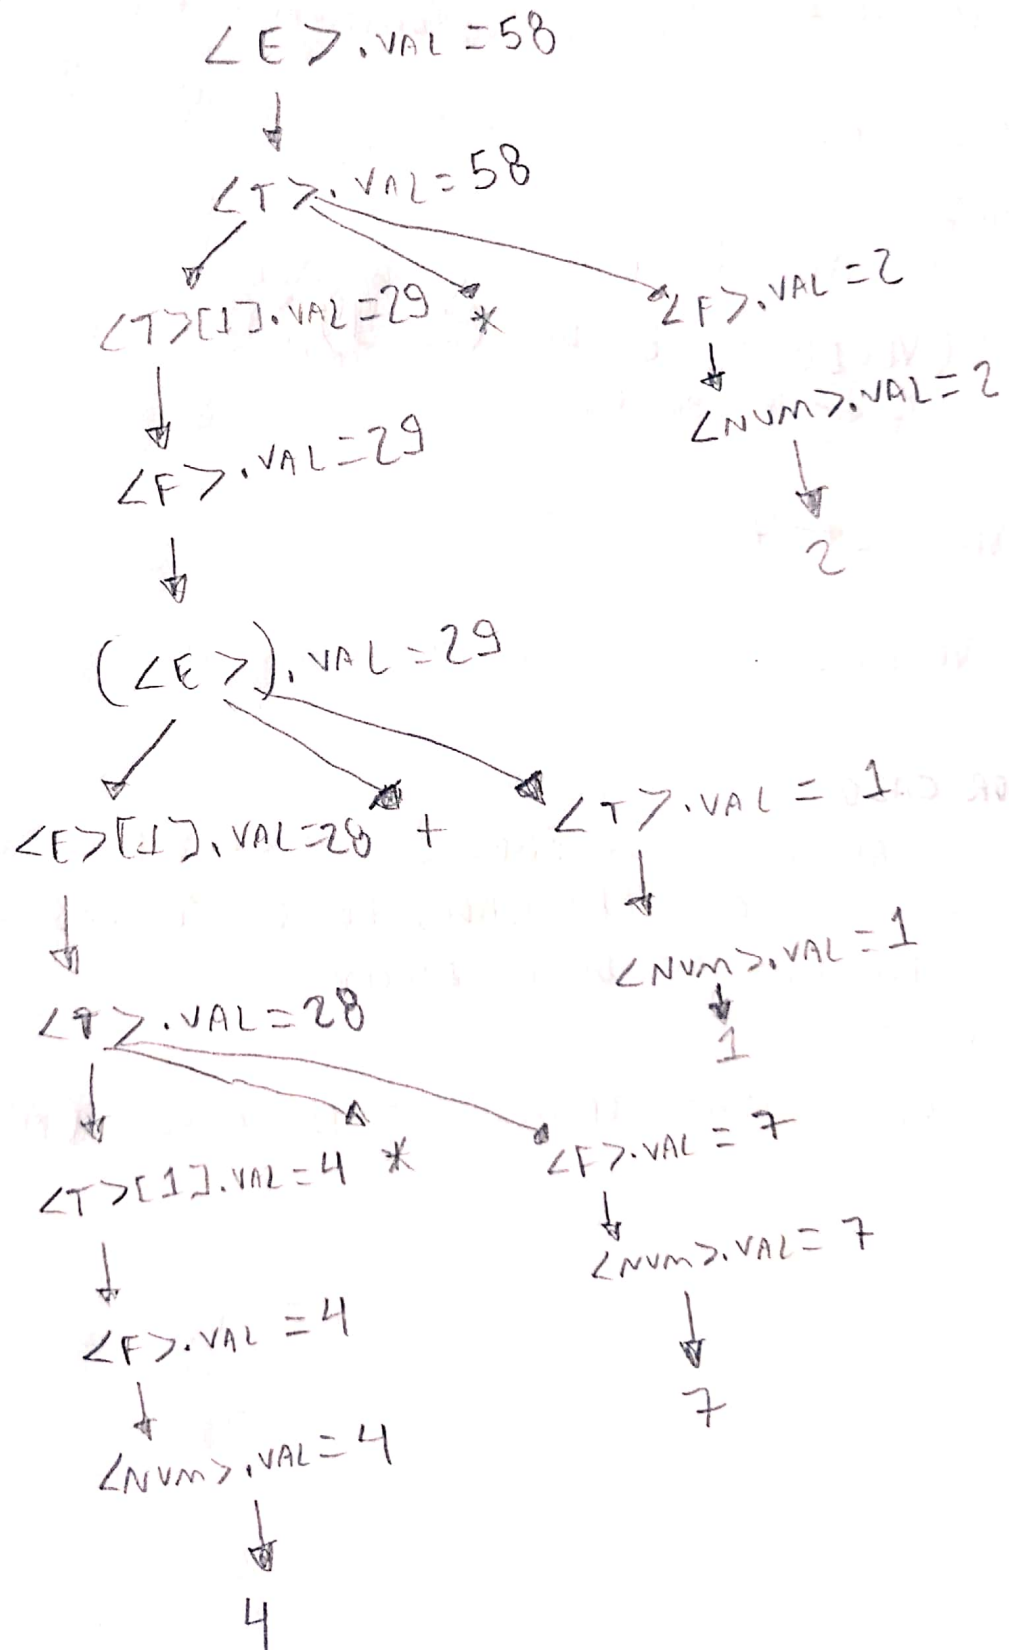 <E>.VAL=58
<T>.VAL=58
<T>[1].VAL=29 * <F>.VAL=2
<NUM>.VAL=2
<F>.VAL=29
2
(<E>).VAL=29
<E>[1].VAL=28 + <T>.VAL=1
<NUM>.VAL=1
<T>.VAL=28
1
<T>[1].VAL=4 * <F>.VAL=7
<NUM>.VAL=7
<F>.VAL=4
7
<NUM>.VAL=4
4